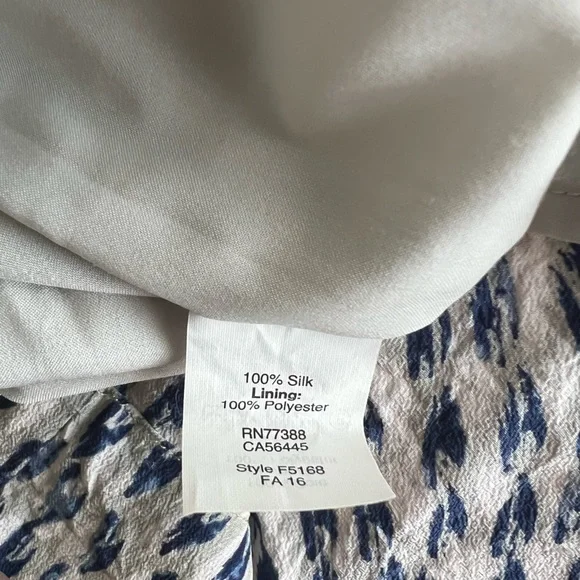 100% Silk
Lining:
100% Polyester
RN77388
CA56445
Style F5168
FA 16